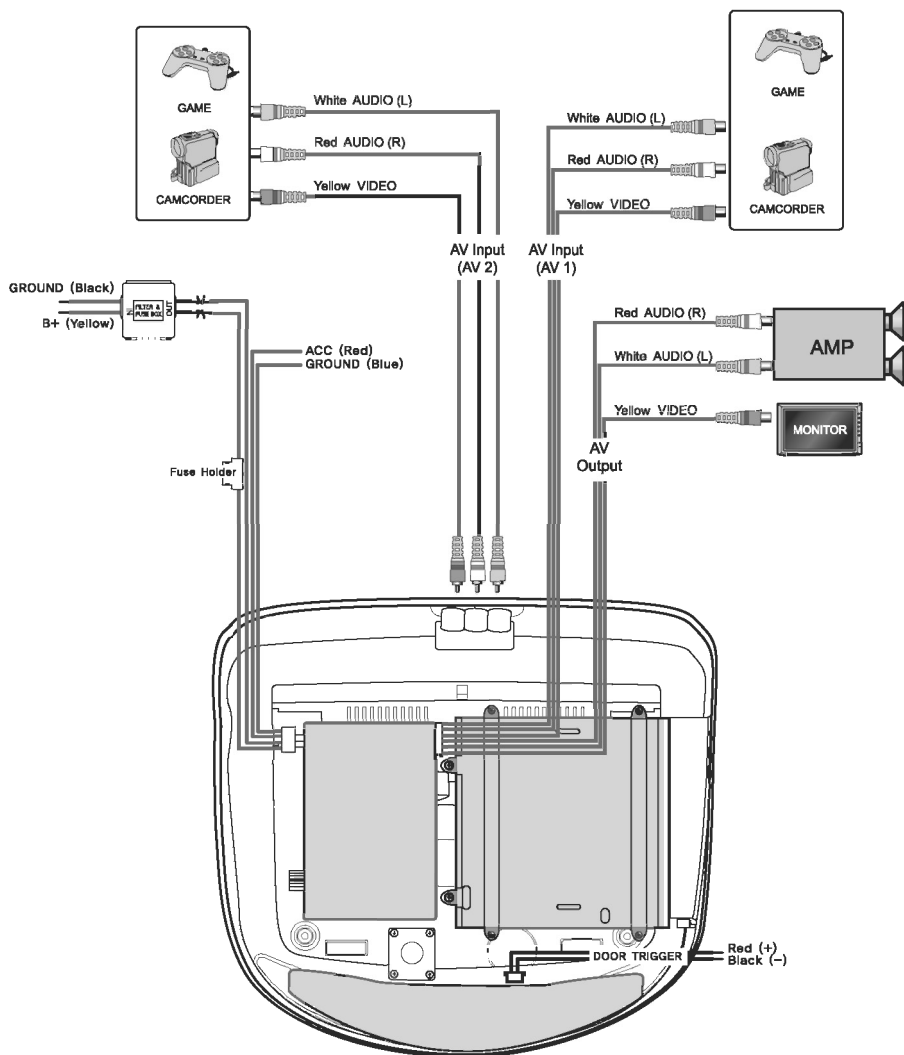 GAME
CAMCORDER
White AUDIO (L)
Red AUDIO (R)
Yellow VIDEO
AV Input
(AV 2)
AV Input
(AV 1)
White AUDIO (L)
Red AUDIO (R)
Yellow VIDEO
GAME
CAMCORDER
GROUND (Black)
B+ (Yellow)
IN
FILTER &
FUSE BOX
OUT
ACC (Red)
GROUND (Blue)
Fuse Holder
Red AUDIO (R)
White AUDIO (L)
Yellow VIDEO
AV
Output
AMP
MONITOR
DOOR TRIGGER
Red (+)
Black (–)